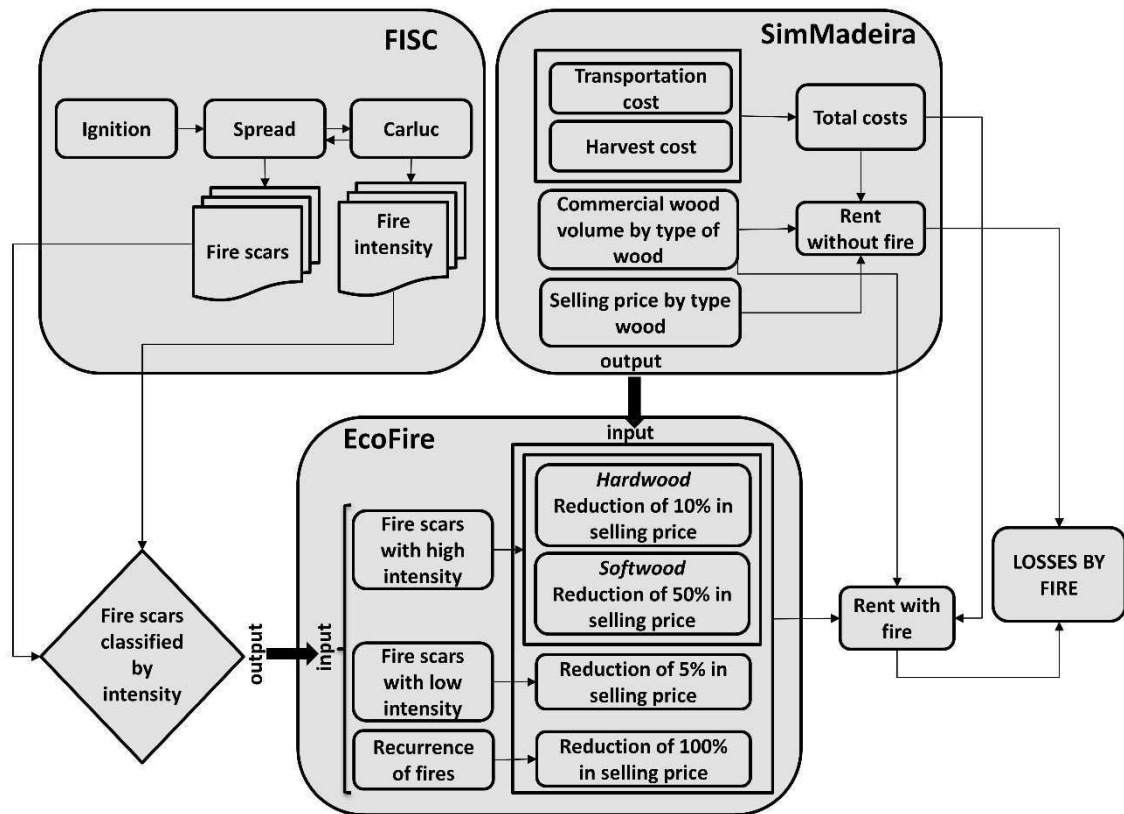 FISC
Ignition
Spread
Carluc
Fire scars
Fire
intensity
SimMadeira
Transportation
cost
Harvest cost
Total costs
Commercial wood
volume by type of
wood
Rent
without fire
Selling price by type
wood
output
input
EcoFire
Fire scars
classified
by
intensity
output
input
Fire scars
with high
intensity
Hardwood
Reduction of 10% in
selling price
Softwood
Reduction of 50% in
selling price
Fire scars
with low
intensity
Reduction of 5% in
selling price
Recurrence
of fires
Reduction of 100%
in selling price
Rent with
fire
LOSSES BY
FIRE